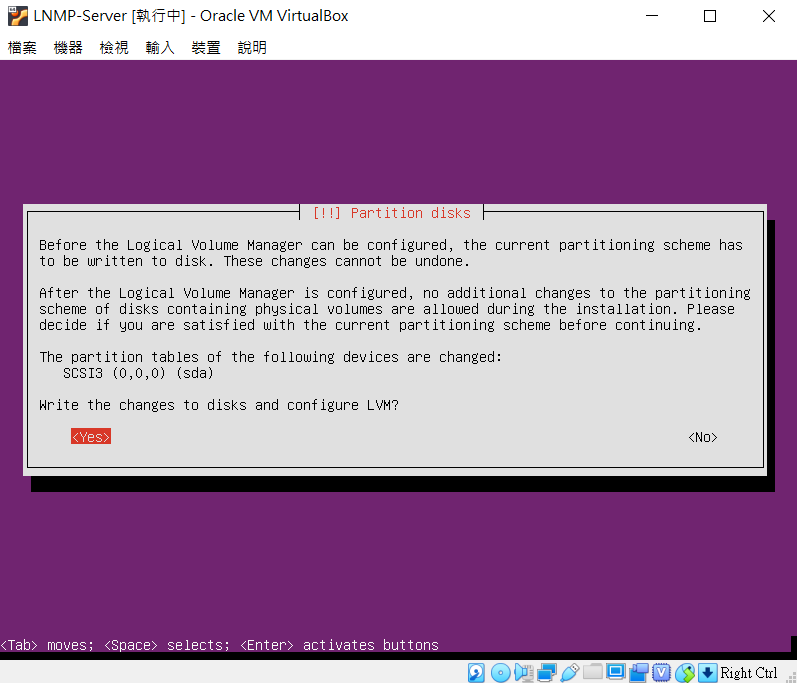 LNMP-Server [執行中] - Oracle VM VirtualBox
檔案 機器 檢視 輸入 裝置 說明
[!!] Partition disks
Before the Logical Volume Manager can be configured, the current partitioning scheme has
to be written to disk. These changes cannot be undone.
After the Logical Volume Manager is configured, no additional changes to the partitioning
scheme of disks containing physical volumes are allowed during the installation. Please
decide if you are satisfied with the current partitioning scheme before continuing.
The partition tables of the following devices are changed:
SCSI3 (0,0,0) (sda)
Write the changes to disks and configure LVM?
<Yes> <No>
<Tab> moves; <Space> selects; <Enter> activates buttons
Right Ctrl